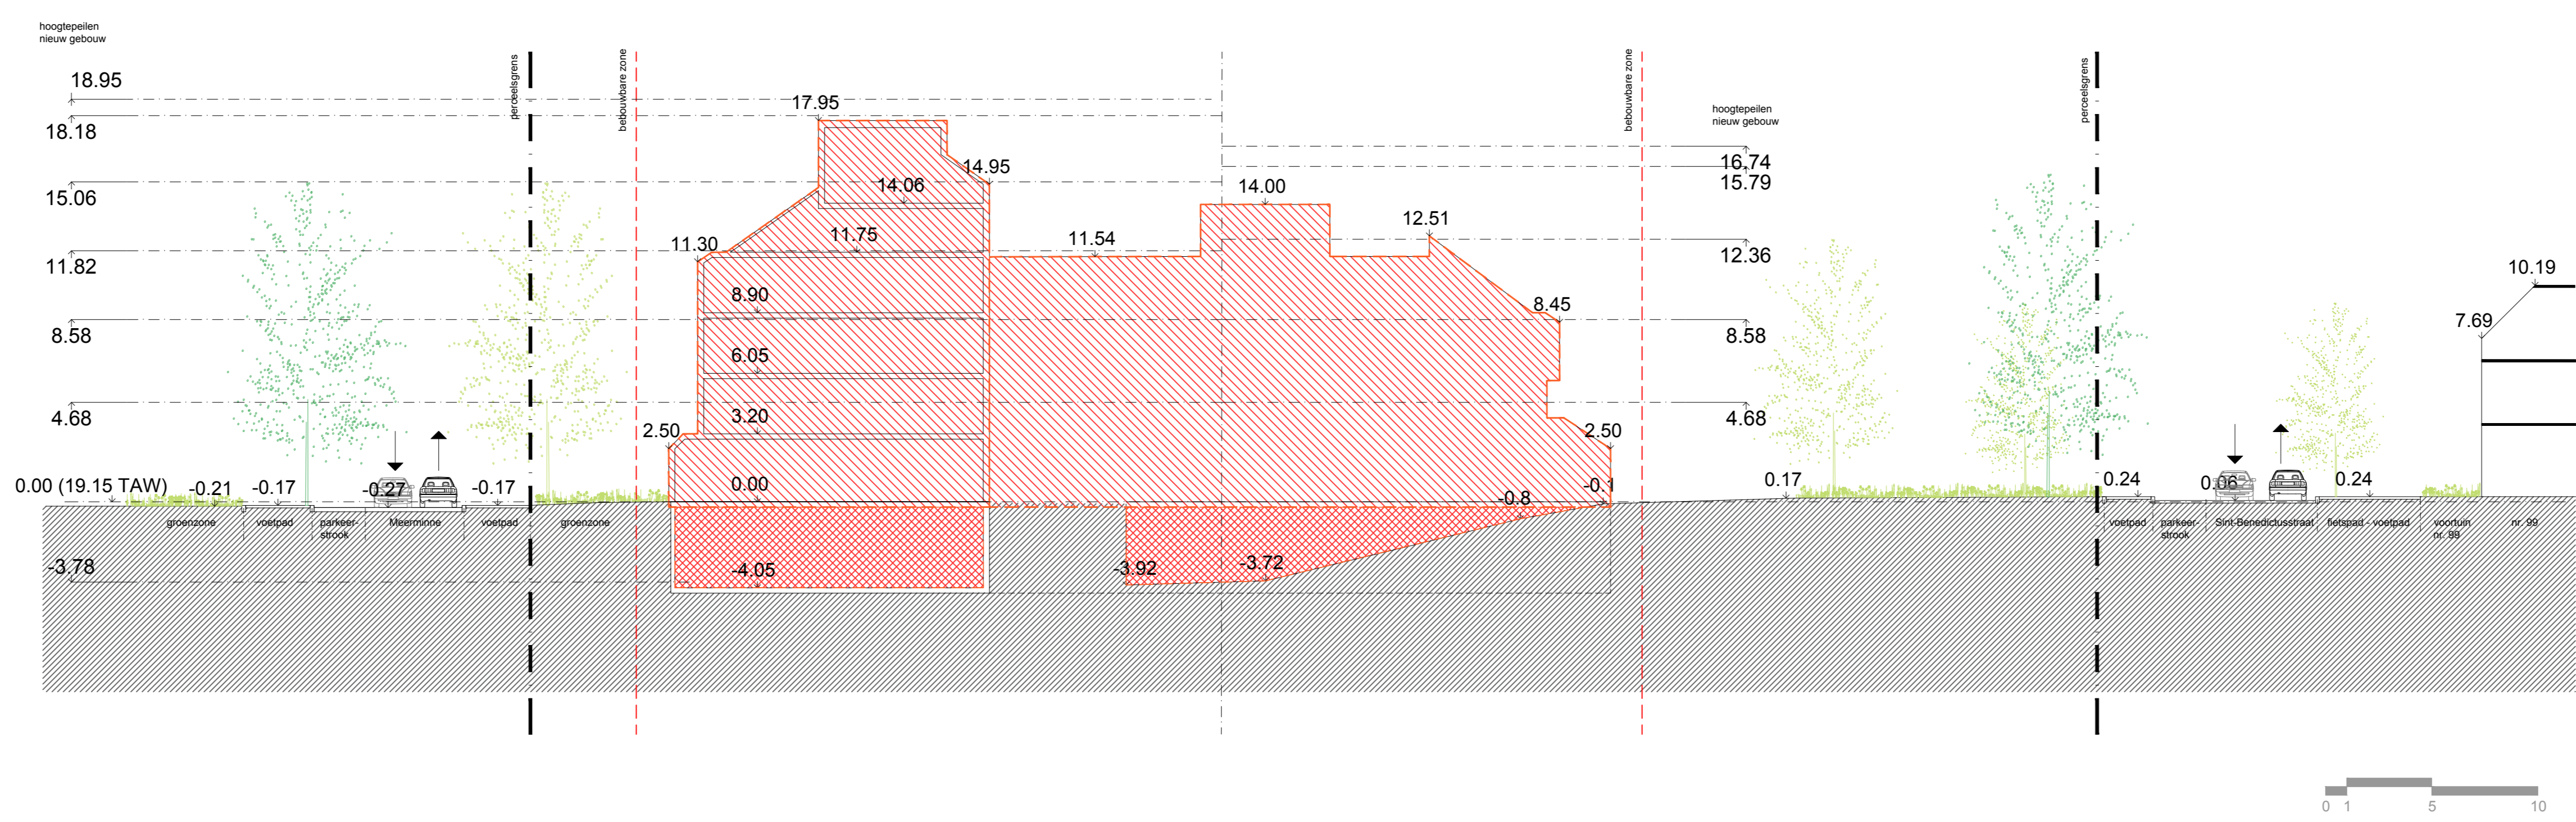 hoogtepeilen
nieuw gebouw
18.95
18.18
15.06
11.82
8.58
4.68
0.00 (19.15 TAW)
-3.78
perceelsgrens
bebouwbare zone
17.95
14.95
14.06
11.30
11.75
8.90
6.05
3.20
2.50
0.00
-4.05
11.54
14.00
12.51
8.45
2.50
-0.1
-0.8
-3.92
-3.72
bebouwbare zone
hoogtepeilen
nieuw gebouw
16.74
15.79
12.36
8.58
4.68
perceelsgrens
10.19
7.69
-0.21
-0.17
-0.27
-0.17
0.17
0.24
0.06
0.24
groenzone
voetpad
parkeer-
strook
Meerminne
voetpad
groenzone
voetpad
parkeer-
strook
Sint-Benedictusstraat
fietspad - voetpad
voortuin
nr. 99
nr. 99
0 1 5 10